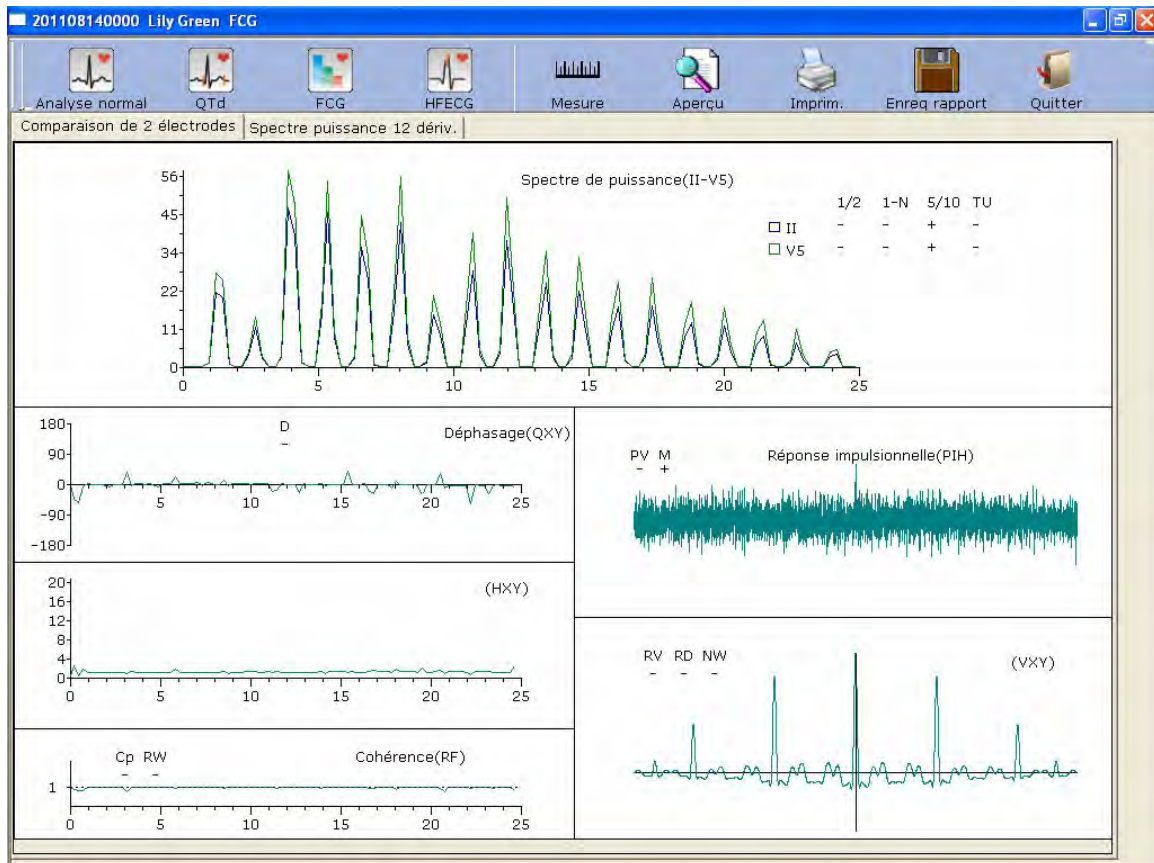 201108140000 Lily Green FCG
Analyse normal QTd FCG HFECG Mesure Aperçu Imprim. Enreq rapport Quitter
Comparaison de 2 électrodes Spectre puissance 12 dériv.
Spectre de puissance(II-V5)
1/2 1-N 5/10 TU
II - - + -
V5 - - + -
56
45
34
22
11
0
0 5 10 15 20 25
D
-
Déphasage(QXY)
180
90
0
-90
-180
5 10 15 20 25
PV M
- +
Réponse impulsionnelle(PIH)
(HXY)
20
16
12
8
4
0
0 5 10 15 20 25
RV RD NW
- - -
(VXY)
Cp RW
- -
Cohérence(RF)
1
0 5 10 15 20 25